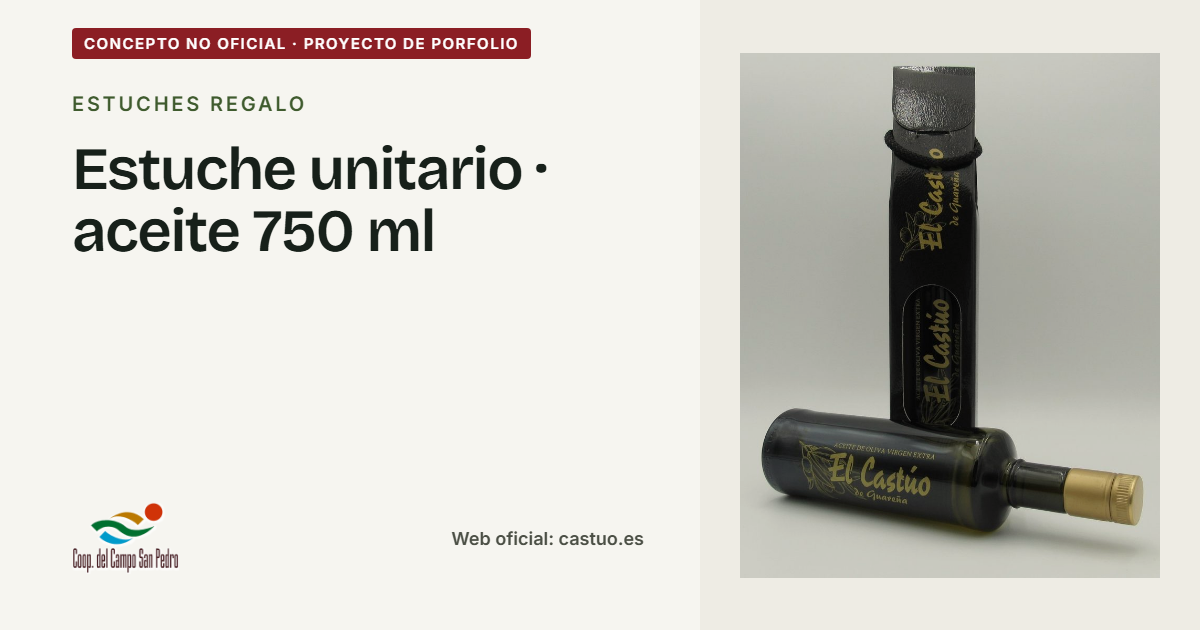 CONCEPTO NO OFICIAL · PROYECTO DE PORFOLIO
ESTUCHES REGALO
Estuche unitario ·
aceite 750 ml
Coop. del Campo San Pedro
Web oficial: castuo.es
El Castúo
de Guareña
El Castúo
de Guareña
ACEITE DE OLIVA VIRGEN EXTRA
El Castúo
de Guareña